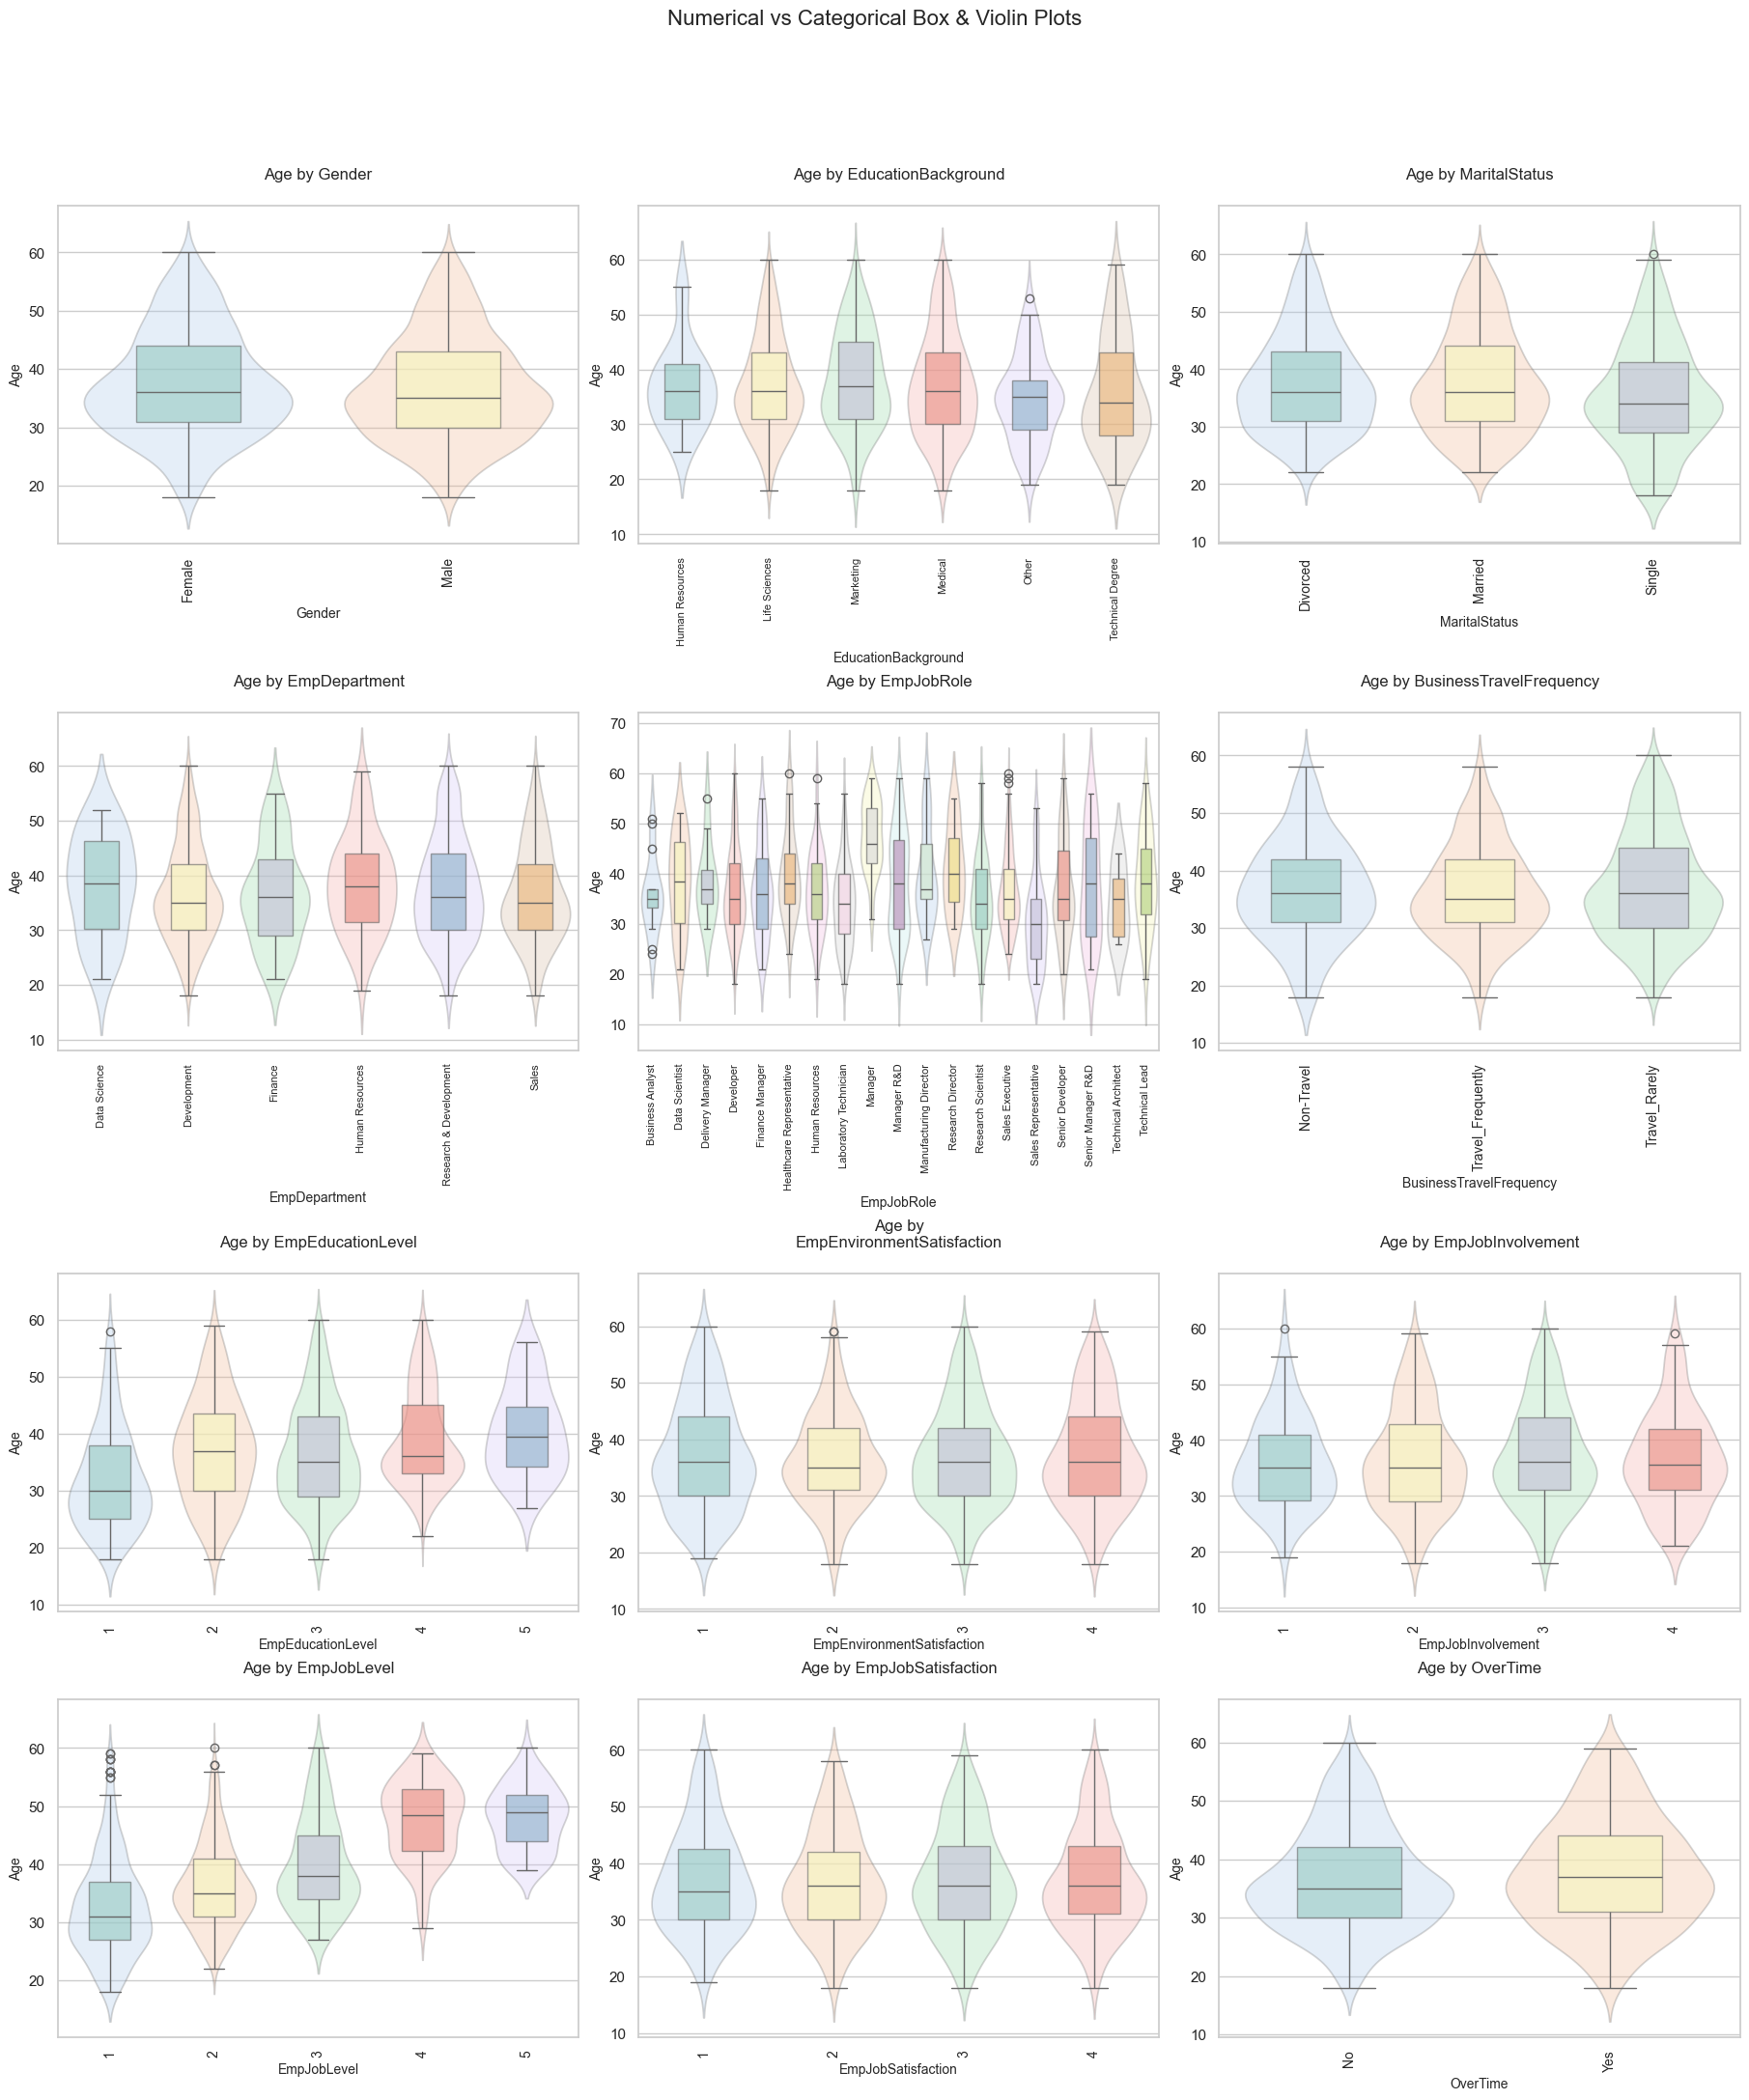 Numerical vs Categorical Box & Violin Plots
Age by Gender
Age
60
50
40
30
20
Female
Male
Gender
Age by EducationBackground
Age
60
50
40
30
20
10
Human Resources
Life Sciences
Marketing
Medical
Other
Technical Degree
EducationBackground
Age by MaritalStatus
Age
60
50
40
30
20
10
Divorced
Married
Single
MaritalStatus
Age by EmpDepartment
Age
60
50
40
30
20
10
Data Science
Development
Finance
Human Resources
Research & Development
Sales
EmpDepartment
Age by EmpJobRole
Age
70
60
50
40
30
20
10
Business Analyst
Data Scientist
Delivery Manager
Developer
Finance Manager
Healthcare Representative
Human Resources
Laboratory Technician
Manager
Manager R&D
Manufacturing Director
Research Director
Research Scientist
Sales Executive
Sales Representative
Senior Developer
Senior Manager R&D
Technical Architect
Technical Lead
EmpJobRole
Age by BusinessTravelFrequency
Age
60
50
40
30
20
10
Non-Travel
Travel_Frequently
Travel_Rarely
BusinessTravelFrequency
Age by EmpEducationLevel
Age
60
50
40
30
20
10
1
2
3
4
5
EmpEducationLevel
Age by
EmpEnvironmentSatisfaction
Age
60
50
40
30
20
10
1
2
3
4
EmpEnvironmentSatisfaction
Age by EmpJobInvolvement
Age
60
50
40
30
20
10
1
2
3
4
EmpJobInvolvement
Age by EmpJobLevel
Age
60
50
40
30
20
1
2
3
4
5
EmpJobLevel
Age by EmpJobSatisfaction
Age
60
50
40
30
20
10
1
2
3
4
EmpJobSatisfaction
Age by OverTime
Age
60
50
40
30
20
10
No
Yes
OverTime